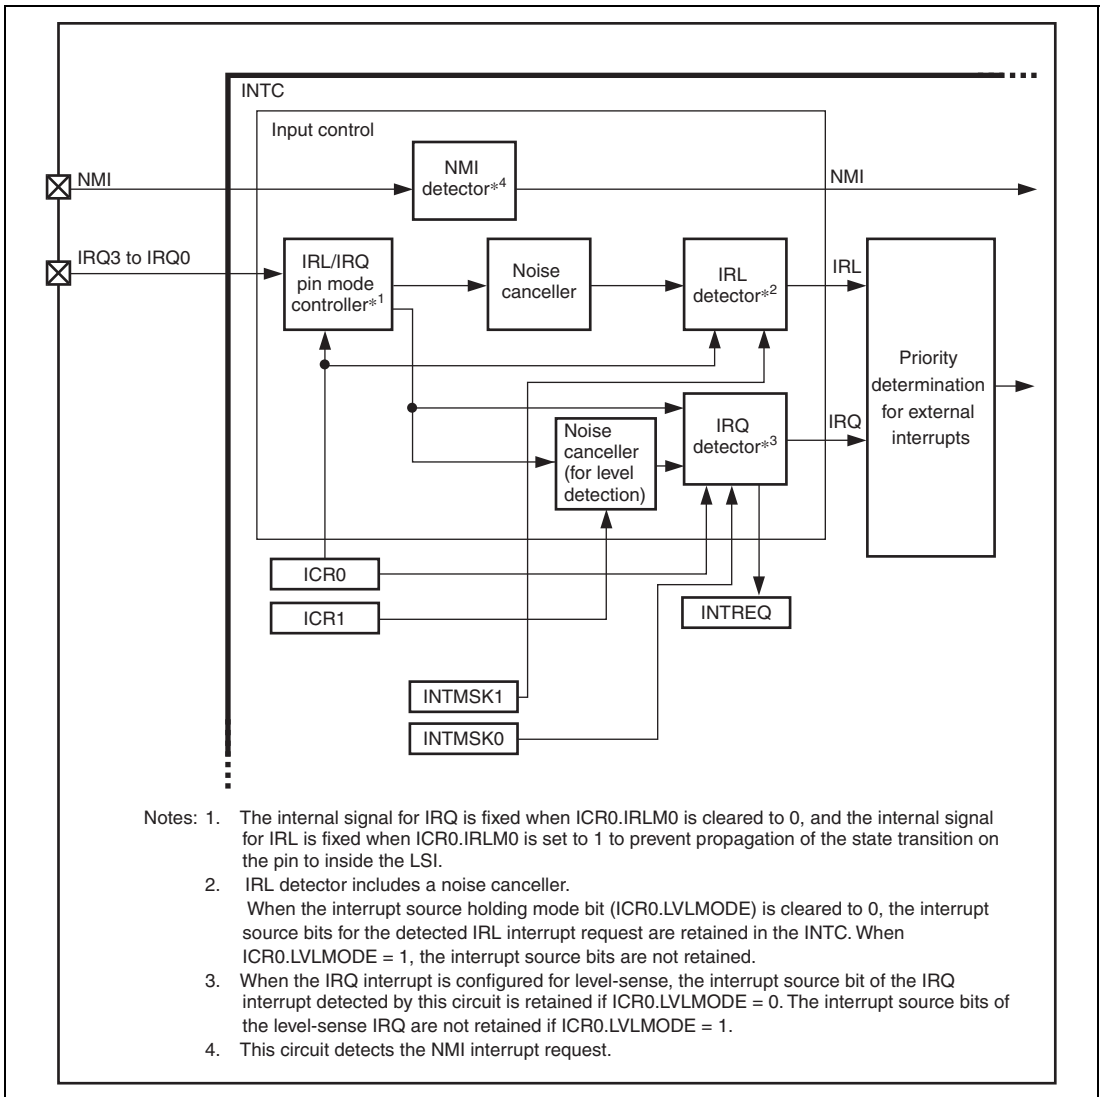 INTC
Input control
NMI
detector*4
NMI
NMI
IRQ3 to IRQ0
IRL/IRQ
pin mode
controller*1
Noise
canceller
IRL
detector*2
IRL
Priority
determination
for external
interrupts
IRQ
detector*3
IRQ
Noise
canceller
(for level
detection)
ICR0
ICR1
INTREQ
INTMSK1
INTMSK0
Notes: 1. The internal signal for IRQ is fixed when ICR0.IRLM0 is cleared to 0, and the internal signal
for IRL is fixed when ICR0.IRLM0 is set to 1 to prevent propagation of the state transition on
the pin to inside the LSI.
2. IRL detector includes a noise canceller.
When the interrupt source holding mode bit (ICR0.LVLMODE) is cleared to 0, the interrupt
source bits for the detected IRL interrupt request are retained in the INTC. When
ICR0.LVLMODE = 1, the interrupt source bits are not retained.
3. When the IRQ interrupt is configured for level-sense, the interrupt source bit of the IRQ
interrupt detected by this circuit is retained if ICR0.LVLMODE = 0. The interrupt source bits of
the level-sense IRQ are not retained if ICR0.LVLMODE = 1.
4. This circuit detects the NMI interrupt request.